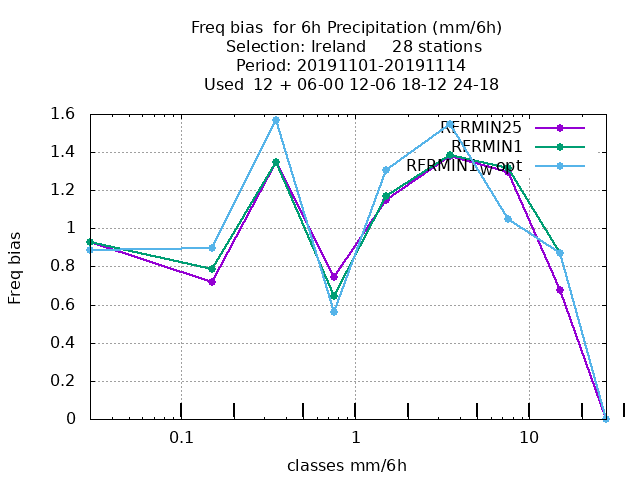 Freq bias  for 6h Precipitation (mm/6h)
Selection: Ireland     28 stations
Period: 20191101-20191114
Used  12 + 06-00 12-06 18-12 24-18
RFRMIN25
RFRMIN1
RFRMIN1w opt
1.6
1.4
1.2
1
0.8
0.6
0.4
0.2
0
Freq bias
0.1
1
10
classes mm/6h